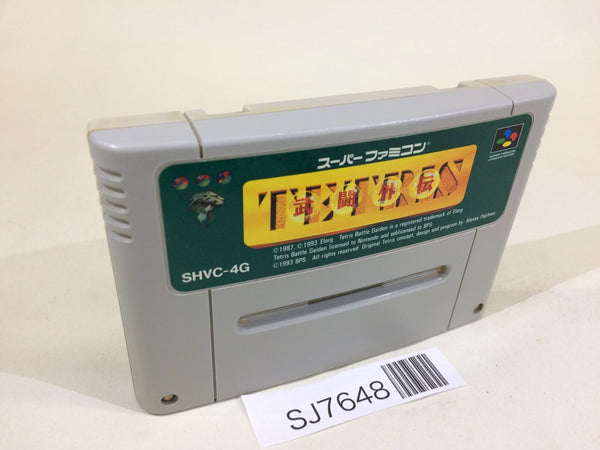 スーパーファミコン
TETRIS
武闘外伝
©1987, ©1993 Elorg Tetris Battle Gaiden is a registered trademark of Elorg
Tetris Battle Gaiden licensed to Nintendo and sublicensed to BPS
©1993 BPS All rights reserved. Original Tetris concept, design and program by Alexey Pajitnov
SHVC-4G
SJ7648